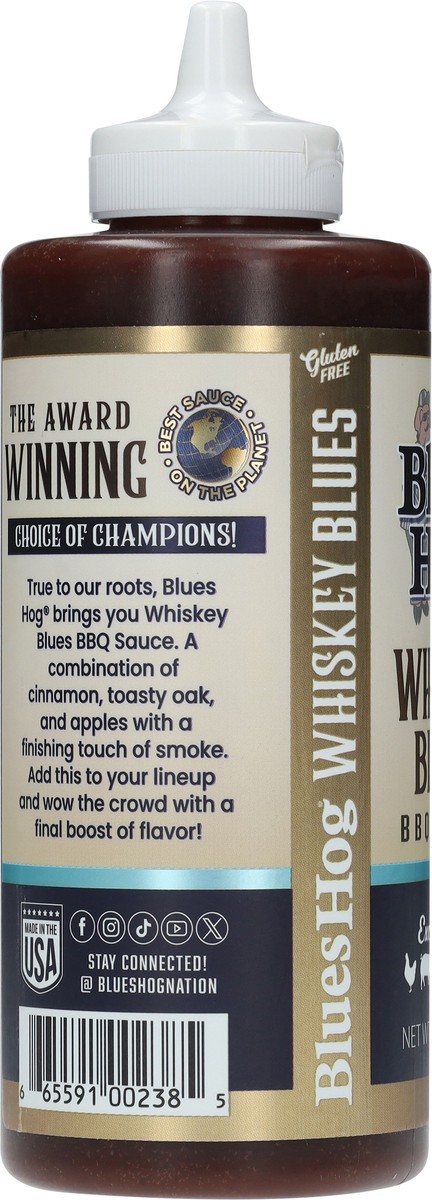 THE AWARD
WINNING
• BEST SAUCE •
ON THE PLANET
CHOICE OF CHAMPIONS!
True to our roots, Blues
Hog® brings you Whiskey
Blues BBQ Sauce. A
combination of
cinnamon, toasty oak,
and apples with a
finishing touch of smoke.
Add this to your lineup
and wow the crowd with a
final boost of flavor!
MADE IN THE
USA
STAY CONNECTED!
@ BLUESHOGNATION
6 65591 00238 5
Gluten
FREE
Blues Hog® WHISKEY BLUES
BBQ
NET W